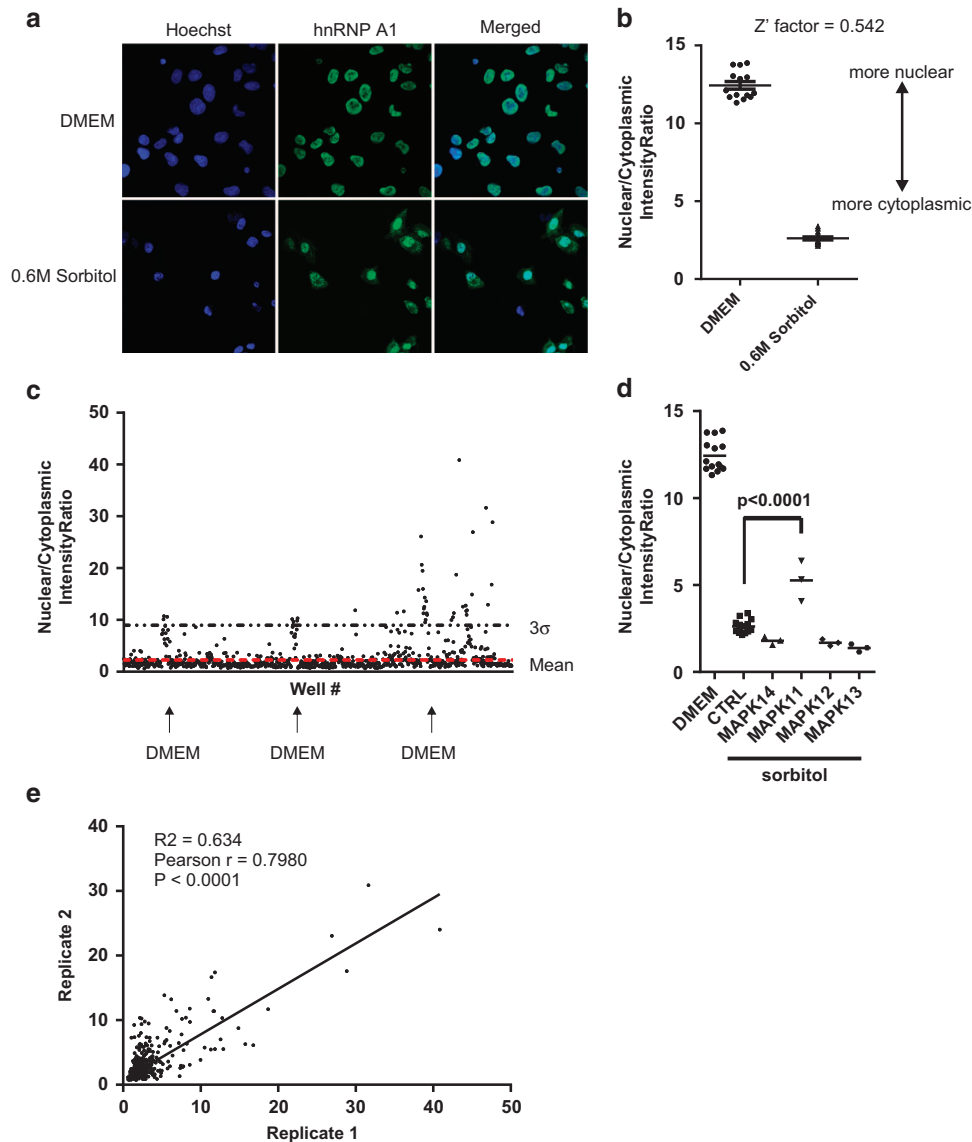 a
Hoechst
hnRNP A1
Merged
DMEM
0.6M Sorbitol
b
Z' factor = 0.542
Nuclear/Cytoplasmic
IntensityRatio
15
10
5
0
more nuclear
more cytoplasmic
DMEM
0.6M Sorbitol
c
Nuclear/Cytoplasmic
IntensityRatio
50
40
30
20
10
0
3σ
Mean
Well #
DMEM
DMEM
DMEM
d
Nuclear/Cytoplasmic
IntensityRatio
15
10
5
0
p<0.0001
DMEM
CTRL
MAPK14
MAPK11
MAPK12
MAPK13
sorbitol
e
R2 = 0.634
Pearson r = 0.7980
P < 0.0001
Replicate 2
40
30
20
10
0
0
10
20
30
40
50
Replicate 1